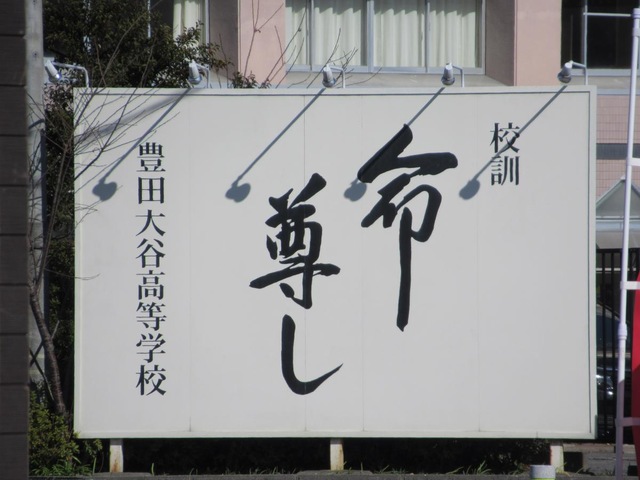 校訓
命
尊し
豊田大谷高等学校